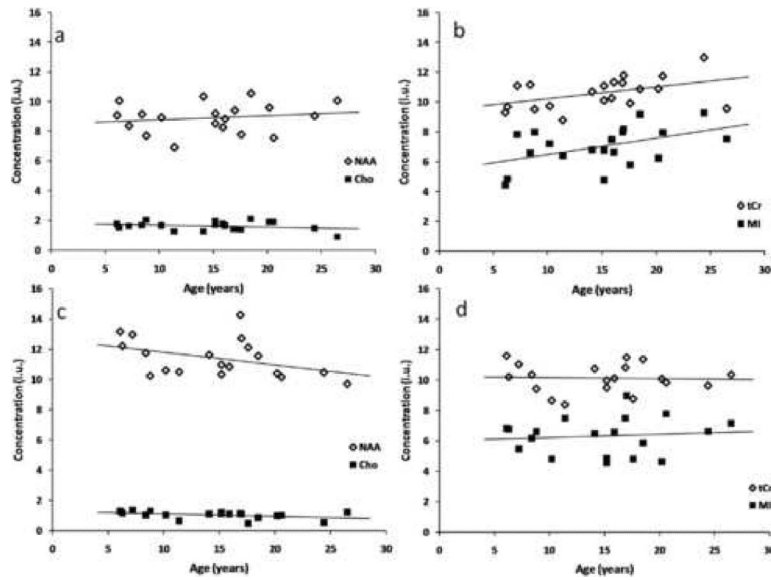 a
16
14
12
10
8
6
4
2
0
Concentration (i.u.)
◇ NAA
■ Cho
0 5 10 15 20 25 30
Age (years)
b
16
14
12
10
8
6
4
2
0
Concentration (i.u.)
◇ tCr
■ MI
0 5 10 15 20 25 30
Age (years)
c
16
14
12
10
8
6
4
2
0
Concentration (i.u.)
◇ NAA
■ Cho
0 5 10 15 20 25 30
Age (years)
d
16
14
12
10
8
6
4
2
0
Concentration (i.u.)
◇ tCr
■ MI
0 5 10 15 20 25 30
Age (years)